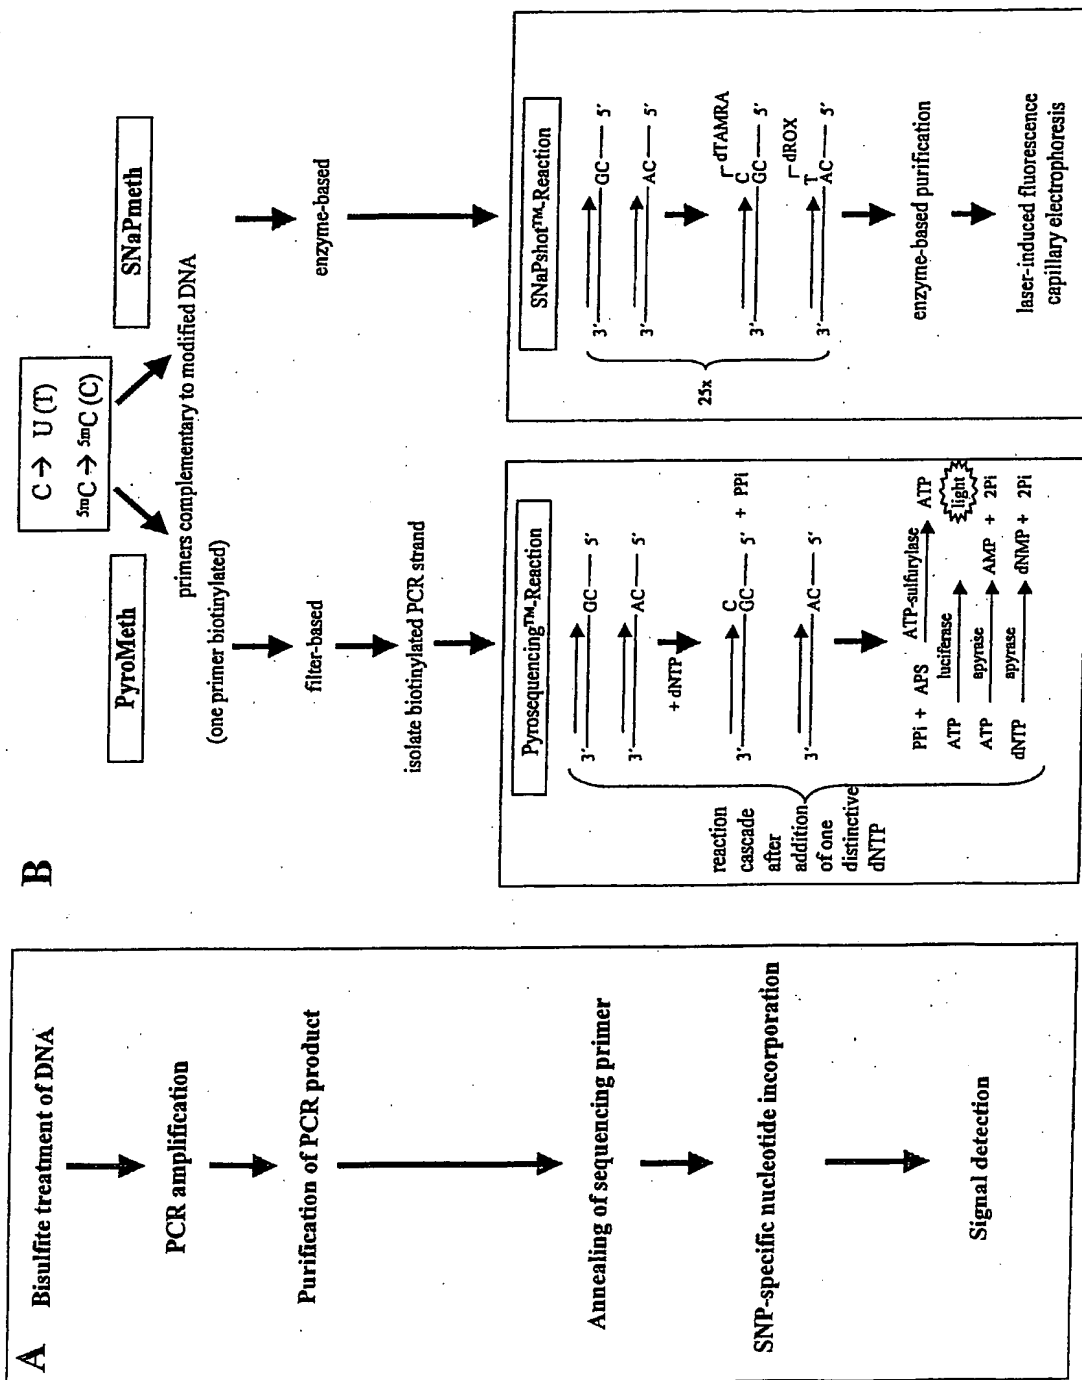 A
Bisulfite treatment of DNA
PCR amplification
Purification of PCR product
Annealing of sequencing primer
SNP-specific nucleotide incorporation
Signal detection
B
C → U (T)
5mC → 5mC (C)
PyroMeth
SNaPmeth
primers complementary to modified DNA
(one primer biotinylated)
filter-based
isolate biotinylated PCR strand
enzyme-based
Pyrosequencing™-Reaction
3′ GC 5′
3′ AC 5′
+ dNTP
C
3′ GC 5′ + PPi
3′ AC 5′
reaction
cascade
after
addition
of one
distinctive
dNTP
PPi + APS ATP-sulfurylase ATP
ATP luciferase light
ATP apyrase AMP + 2Pi
dNTP apyrase dNMP + 2Pi
SNaPshot™-Reaction
3′ GC 5′
3′ AC 5′
25x
dTAMRA
C
3′ GC 5′
dROX
T
3′ AC 5′
enzyme-based purification
laser-induced fluorescence
capillary electrophoresis